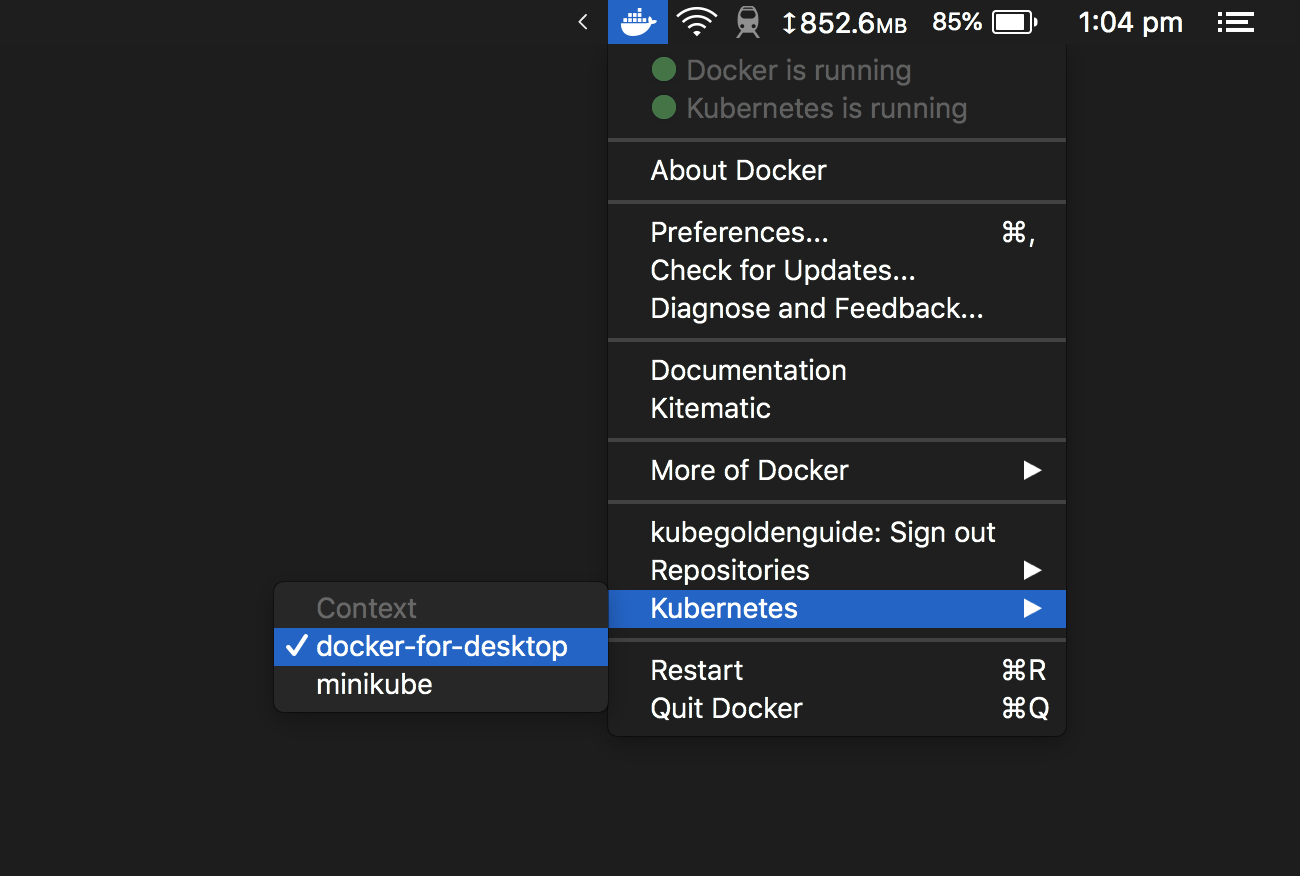 852.6MB 85% 1:04 pm
Docker is running
Kubernetes is running
About Docker
Preferences... ⌘,
Check for Updates...
Diagnose and Feedback...
Documentation
Kitematic
More of Docker
kubegoldenguide: Sign out
Repositories
Kubernetes
Context
docker-for-desktop
minikube
Restart ⌘R
Quit Docker ⌘Q